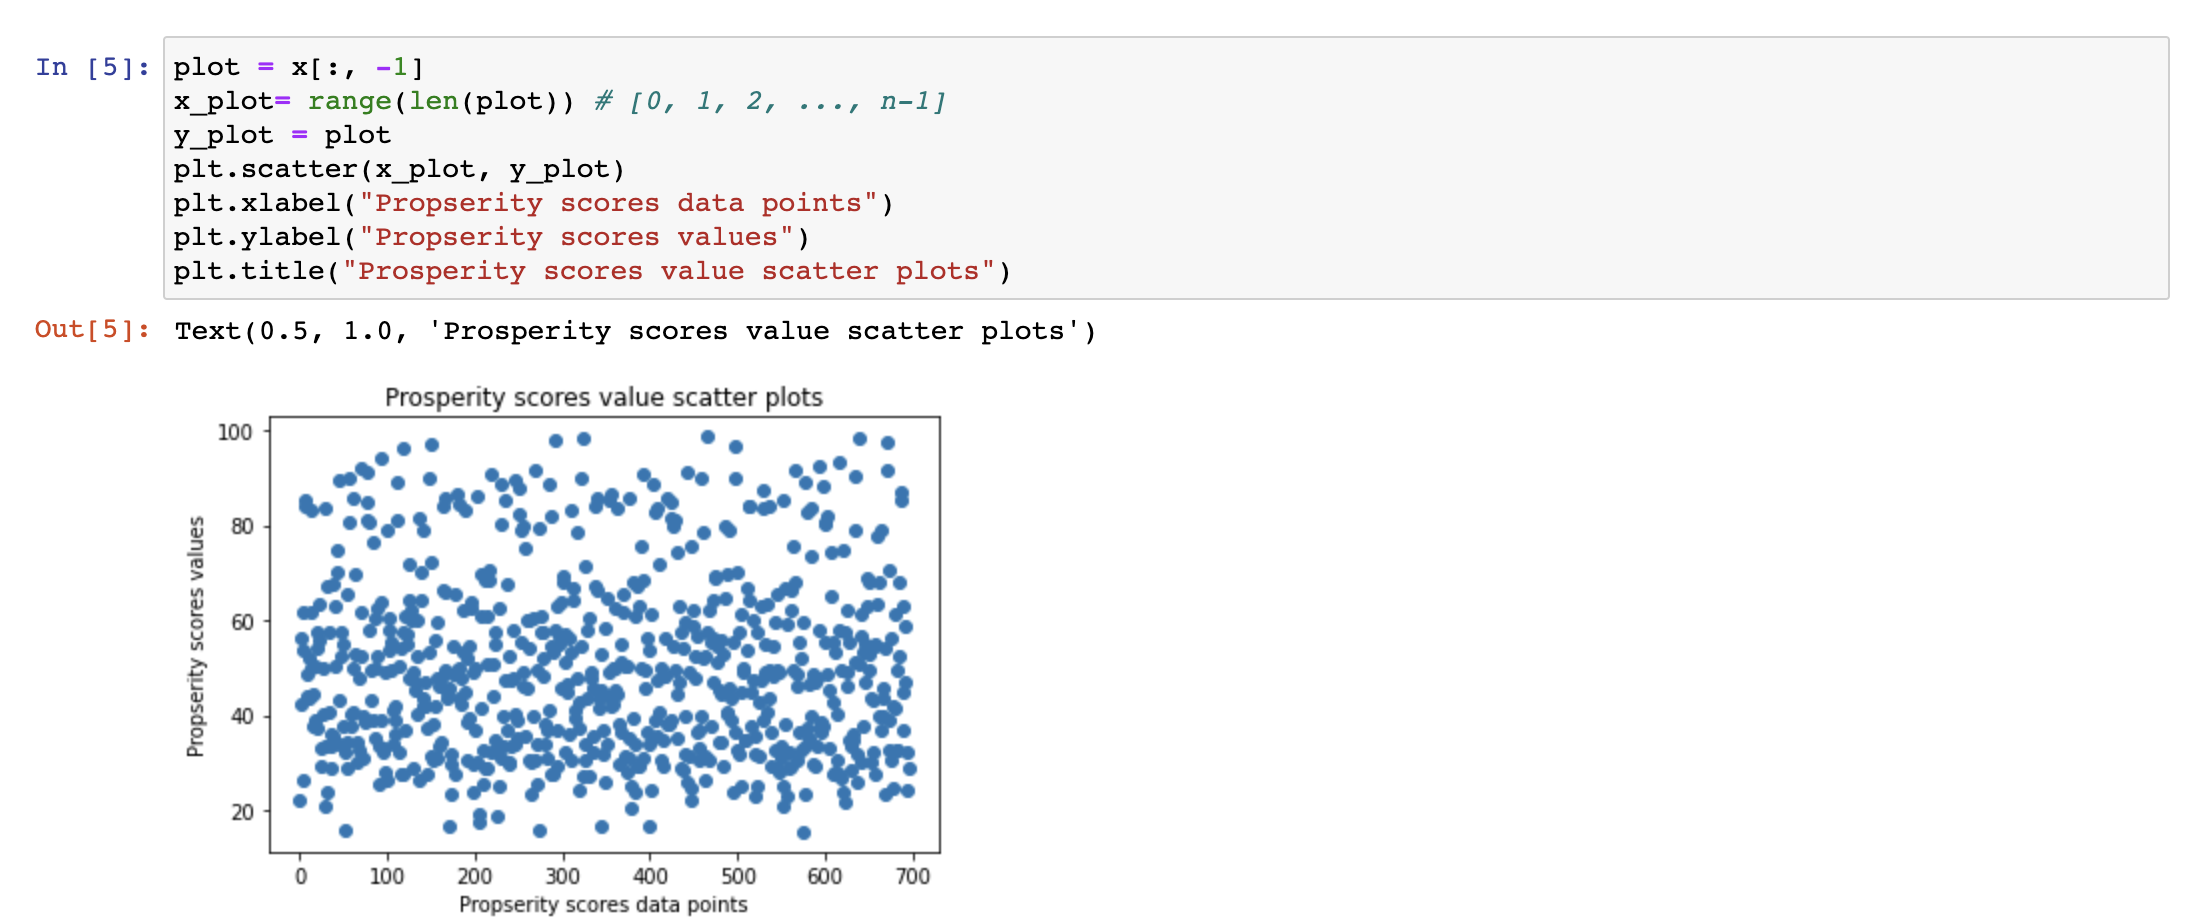 In [5]: plot = x[:, -1]
x_plot= range(len(plot)) # [0, 1, 2, ..., n-1]
y_plot = plot
plt.scatter(x_plot, y_plot)
plt.xlabel("Propserity scores data points")
plt.ylabel("Propserity scores values")
plt.title("Prosperity scores value scatter plots")
Out[5]: Text(0.5, 1.0, 'Prosperity scores value scatter plots')
Prosperity scores value scatter plots
Propserity scores values
100
80
60
40
20
0 100 200 300 400 500 600 700
Propserity scores data points